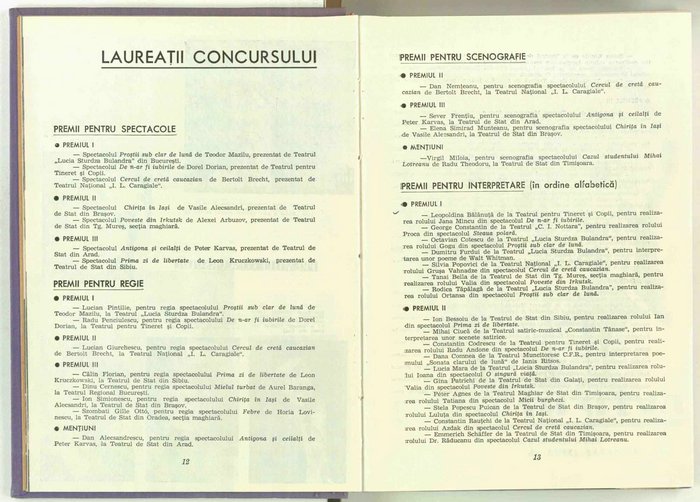 LAUREAȚII CONCURSULUI
PREMII PENTRU SPECTACOLE
● PREMIUL I
— Spectacolul Proștii sub clar de lună de Teodor Mazilu, prezentat de Teatrul
„Lucia Sturdza Bulandra" din București.
— Spectacolul De n-ar fi iubirile de Dorel Dorian, prezentat de Teatrul pentru
Tineret și Copii.
— Spectacolul Cercul de cretă caucazian de Bertolt Brecht, prezentat de
Teatrul Național „I. L. Caragiale".
● PREMIUL II
— Spectacolul Chirița în Iași de Vasile Alecsandri, prezentat de Teatrul
de Stat din Brașov.
— Spectacolul Poveste din Irkutsk de Alexei Arbuzov, prezentat de Teatrul
de Stat din Tg. Mureș, secția maghiară.
● PREMIUL III
— Spectacolul Antigona și ceilalți de Peter Karvas, prezentat de Teatrul de
Stat din Arad.
— Spectacolul Prima zi de libertate de Leon Kruczkowski, prezentat de
Teatrul de Stat din Sibiu.
PREMII PENTRU REGIE
● PREMIUL I
— Lucian Pintilie, pentru regia spectacolului Proștii sub clar de lună de
Teodor Mazilu, la Teatrul „Lucia Sturdza Bulandra".
— Radu Penciulescu, pentru regia spectacolului De n-ar fi iubirile de Dorel
Dorian, la Teatrul pentru Tineret și Copii.
● PREMIUL II
— Lucian Giurchescu, pentru regia spectacolului Cercul de cretă caucazian
de Bertolt Brecht, la Teatrul Național „I. L. Caragiale".
● PREMIUL III
— Călin Florian, pentru regia spectacolului Prima zi de libertate de Leon
Kruczkowski, la Teatrul de Stat din Sibiu.
— Dinu Cernescu, pentru regia spectacolului Mielul turbat de Aurel Baranga,
la Teatrul Regional București.
— Ion Simionescu, pentru regia spectacolului Chirița în Iași de Vasile
Alecsandri, la Teatrul de Stat din Brașov.
— Szombati Gille Ottó, pentru regia spectacolului Febre de Horia Lovi-
nescu, la Teatrul de Stat din Oradea, secția maghiară.
● MENȚIUNI
— Dan Alecsandrescu, pentru regia spectacolului Antigona și ceilalți de
Peter Karvas, la Teatrul de Stat din Arad.
12
PREMII PENTRU SCENOGRAFIE
● PREMIUL II
— Dan Nemțeanu, pentru scenografia spectacolului Cercul de cretă cau-
cazian de Bertolt Brecht, la Teatrul Național „I. L. Caragiale".
● PREMIUL III
— Sever Frențiu, pentru scenografia spectacolului Antigona și ceilalți de
Peter Karvas, la Teatrul de Stat din Arad.
— Elena Simirad Munteanu, pentru scenografia spectacolului Chirița în Iași
de Vasile Alecsandri, la Teatrul de Stat din Brașov.
● MENȚIUNI
—Virgil Miloia, pentru scenografia spectacolului Cazul studentului Mihai
Lotreanu de Radu Theodoru, la Teatrul de Stat din Timișoara.
PREMII PENTRU INTERPRETARE (în ordine alfabetică)
● PREMIUL I
— Leopoldina Bălănuță de la Teatrul pentru Tineret și Copii, pentru realiza-
rea rolului Jana Mincu din spectacolul De n-ar fi iubirile.
— George Constantin de la Teatrul „C. I. Nottara", pentru realizarea rolului
Proca din spectacolul Steaua polară.
— Octavian Cotescu de la Teatrul „Lucia Sturdza Bulandra", pentru realiza-
rea rolului Gogu din spectacolul Proștii sub clar de lună.
— Dumitru Furdui de la Teatrul „Lucia Sturdza Bulandra", pentru interpre-
tarea unor poeme de Walt Whitman.
— Silvia Popovici de la Teatrul Național „I. L. Caragiale", pentru realizarea
rolului Grușa Vahnadze din spectacolul Cercul de cretă caucazian.
— Tanai Bella de la Teatrul de Stat din Tg. Mureș, secția maghiară, pentru
realizarea rolului Valia din spectacolul Poveste din Irkutsk.
— Rodica Tăpălagă de la Teatrul „Lucia Sturdza Bulandra", pentru realiza-
rea rolului Ortansa din spectacolul Proștii sub clar de lună.
● PREMIUL II
— Ion Besoiu de la Teatrul de Stat din Sibiu, pentru realizarea rolului Ian
din spectacolul Prima zi de libertate.
— Mihai Ciucă de la Teatrul satiric-muzical „Constantin Tănase", pentru in-
terpretarea unor scenete satirice.
— Constantin Codrescu de la Teatrul pentru Tineret și Copii, pentru reali-
zarea rolului Radu Andone din spectacolul De n-ar fi iubirile.
— Dana Comnea de la Teatrul Muncitoresc C.F.R., pentru interpretarea poe-
mului „Sonata clarului de lună" de Ianis Ritsos.
— Lucia Mara de la Teatrul „Lucia Sturdza Bulandra", pentru realizarea rolu-
lui Ioana din spectacolul O singură viață.
— Gina Patrichi de la Teatrul de Stat din Galați, pentru realizarea rolului
Valia din spectacolul Poveste din Irkutsk.
— Péter Ágnes de la Teatrul Maghiar de Stat din Timișoara, pentru realizarea
rolului Tatiana din spectacolul Micii burghezi.
— Stela Popescu Puican de la Teatrul de Stat din Brașov, pentru realizarea
rolului Luluța din spectacolul Chirița în Iași.
— Constantin Rauțchi de la Teatrul Național „I. L. Caragiale", pentru realizarea
rolului Azdak din spectacolul Cercul de cretă caucazian.
— Emmerich Schäffer de la Teatrul de Stat din Timișoara, pentru realizarea
rolului Dr. Răducanu din spectacolul Cazul studentului Mihai Lotreanu.
13